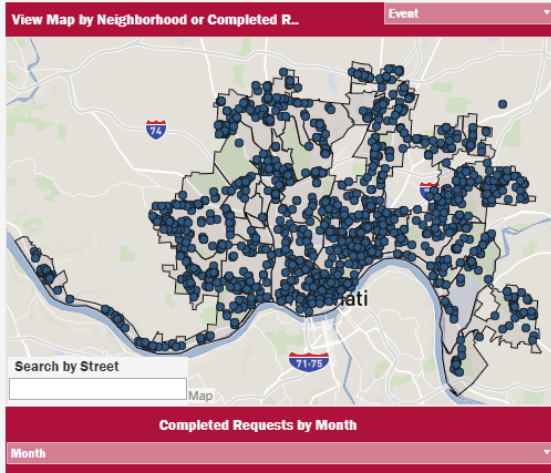 View Map by Neighborhood or Completed R..
Event
74
nati
71-75
Search by Street
Map
Completed Requests by Month
Month